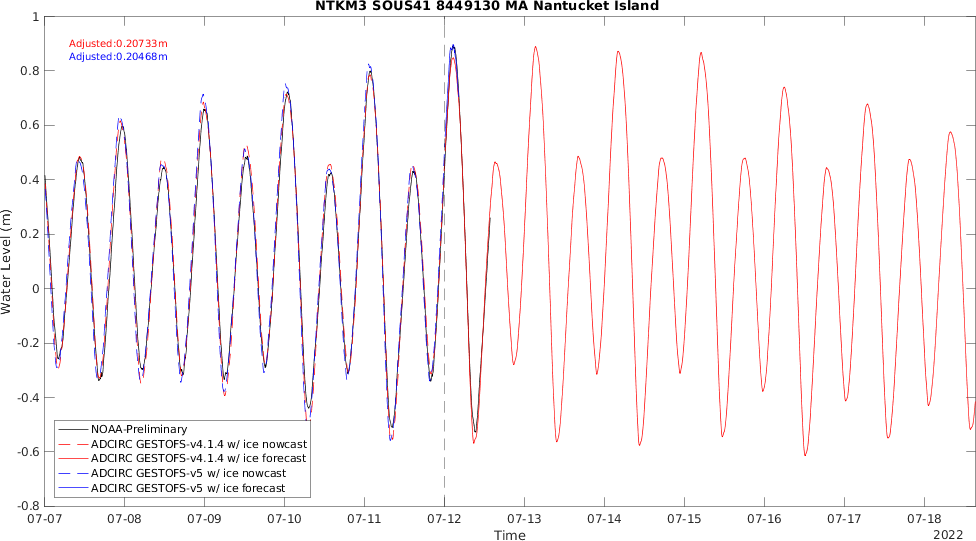 NTKM3 SOUS41 8449130 MA Nantucket Island
Adjusted:0.20733m
Adjusted:0.20468m
1
0.8
0.6
0.4
0.2
0
-0.2
-0.4
-0.6
-0.8
Water Level (m)
NOAA-Preliminary
ADCIRC GESTOFS-v4.1.4 w/ ice nowcast
ADCIRC GESTOFS-v4.1.4 w/ ice forecast
ADCIRC GESTOFS-v5 w/ ice nowcast
ADCIRC GESTOFS-v5 w/ ice forecast
07-07 07-08 07-09 07-10 07-11 07-12 07-13 07-14 07-15 07-16 07-17 07-18
Time
2022